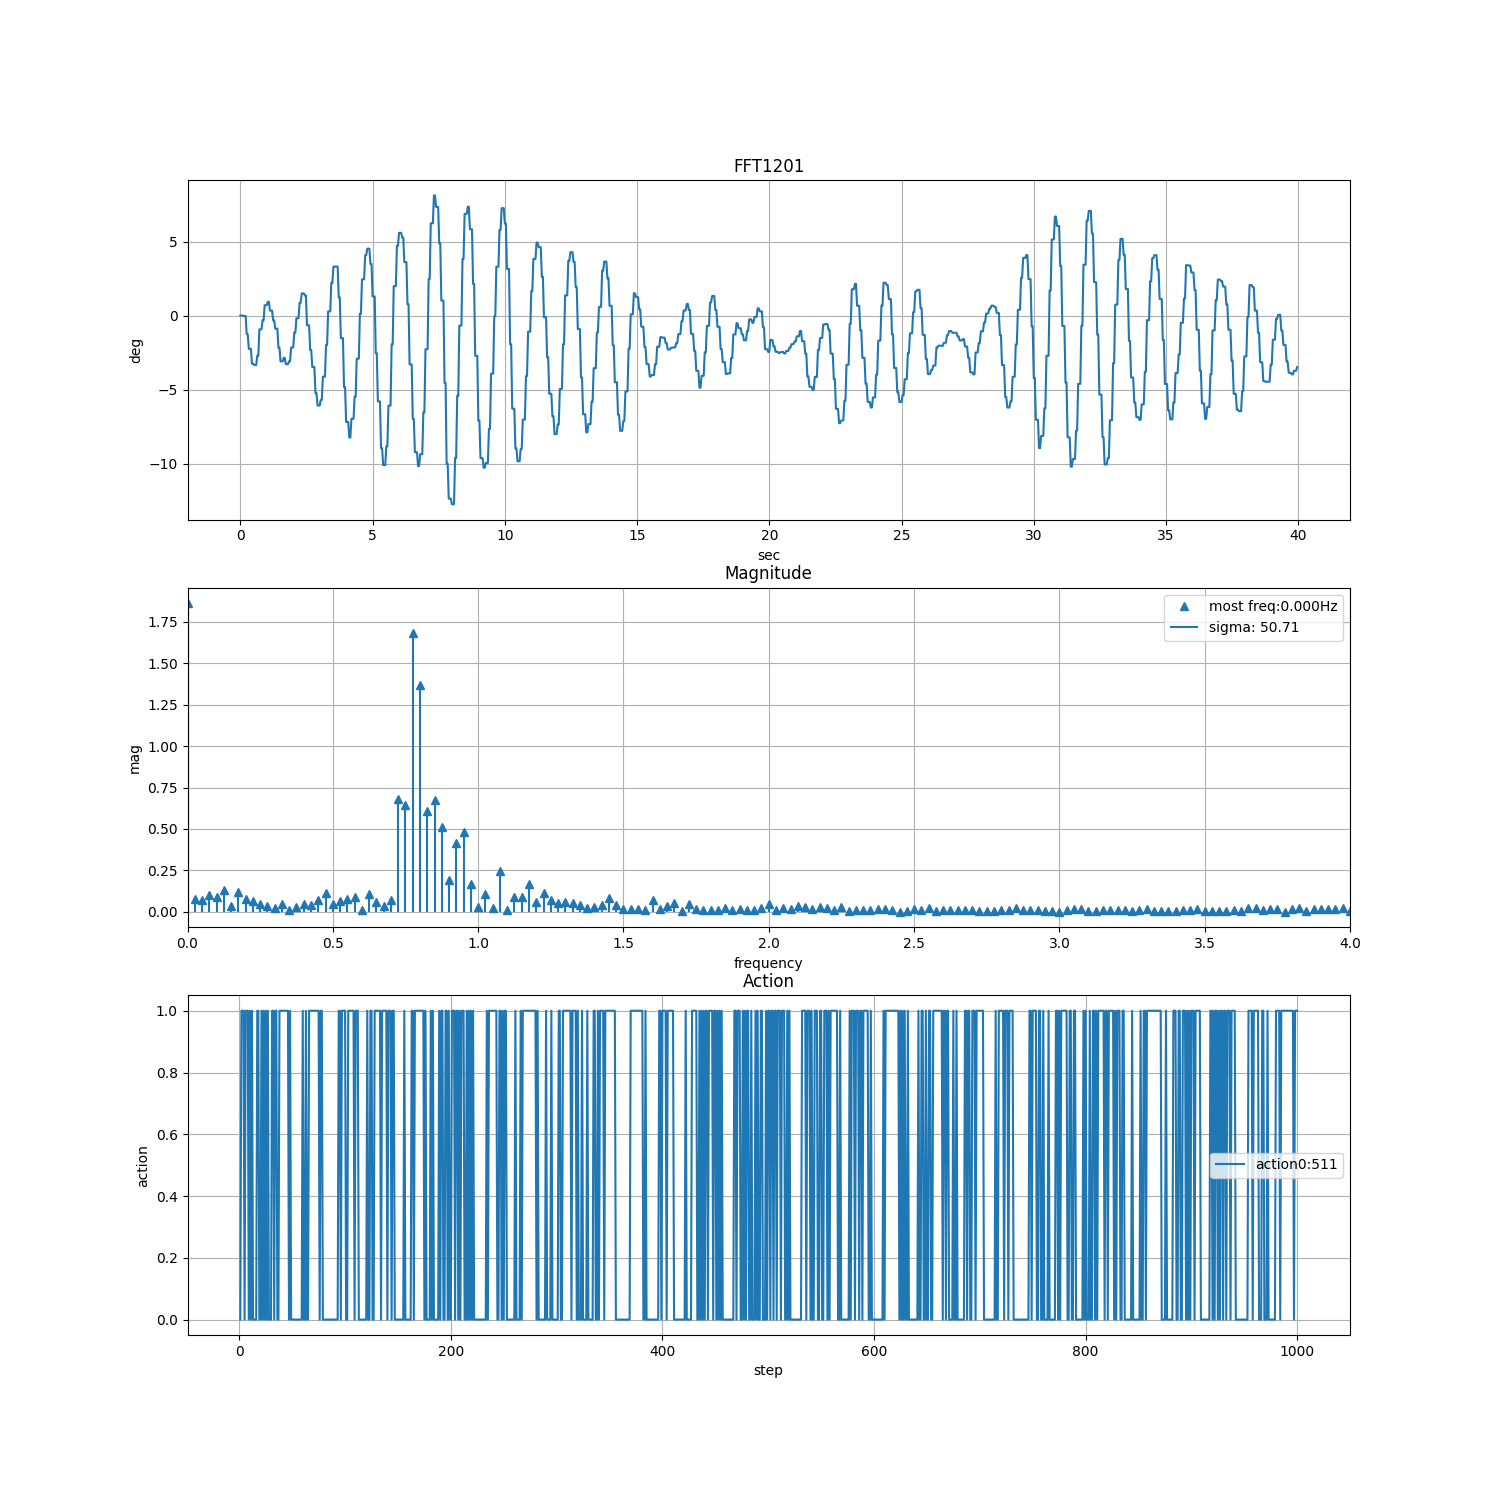 FFT1201
5
0
−5
−10
deg
0 5 10 15 20 25 30 35 40
sec
Magnitude
most freq:0.000Hz
sigma: 50.71
1.75
1.50
1.25
1.00
0.75
0.50
0.25
0.00
mag
0.0 0.5 1.0 1.5 2.0 2.5 3.0 3.5 4.0
frequency
Action
1.0
0.8
0.6
0.4
0.2
0.0
action
action0:511
0 200 400 600 800 1000
step